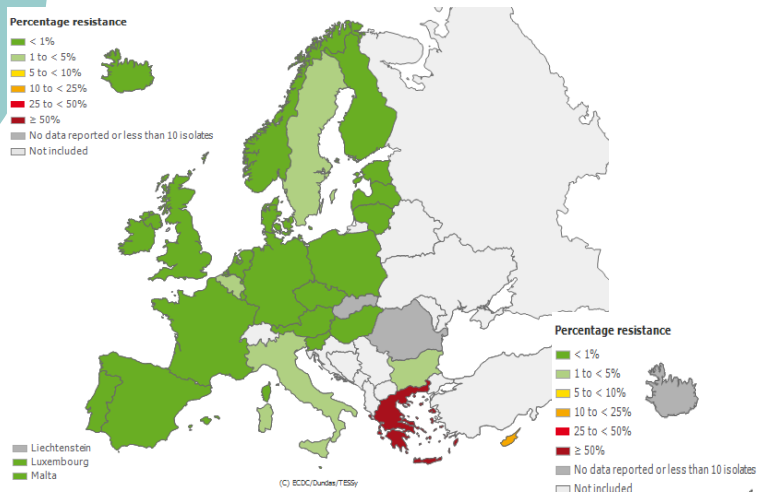 Percentage resistance
< 1%
1 to < 5%
5 to < 10%
10 to < 25%
25 to < 50%
≥ 50%
No data reported or less than 10 isolates
Not included
Liechtenstein
Luxembourg
Malta
(C) ECDC/Dundas/TESSy
Percentage resistance
< 1%
1 to < 5%
5 to < 10%
10 to < 25%
25 to < 50%
≥ 50%
No data reported or less than 10 isolates
Not included